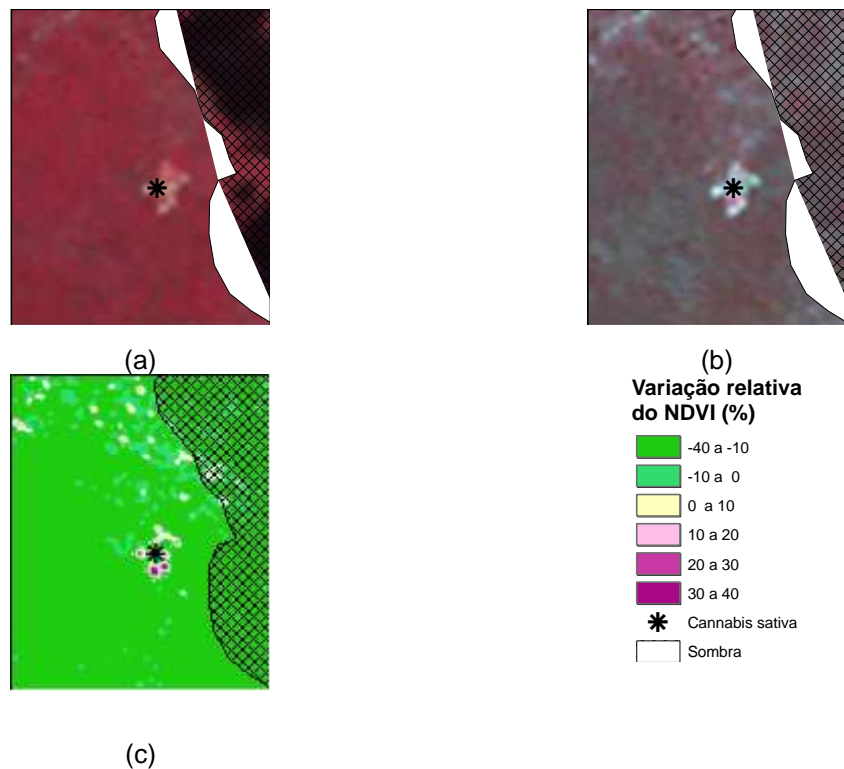 (a)
(b)
Variação relativa
do NDVI (%)
-40 a -10
-10 a 0
0 a 10
10 a 20
20 a 30
30 a 40
Cannabis sativa
Sombra
(c)